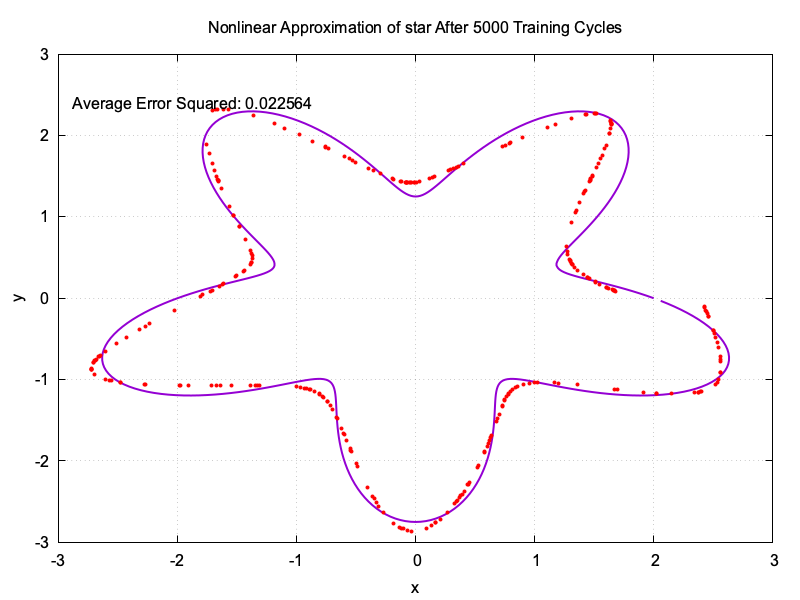 Nonlinear Approximation of star After 5000 Training Cycles
3
Average Error Squared: 0.022564
2
1
y
0
-1
-2
-3
-3 -2 -1 0 1 2 3
x